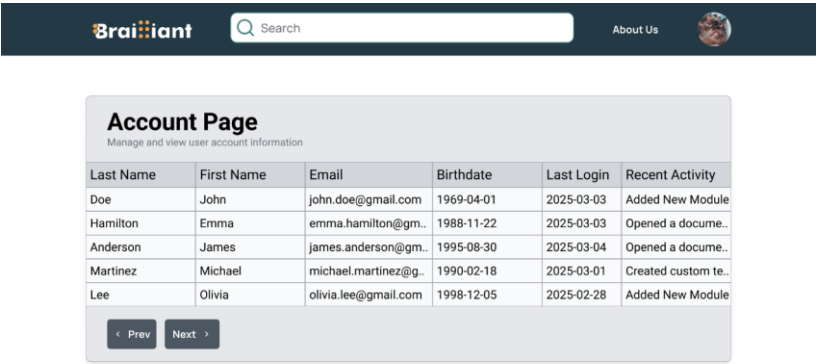 Braille:iant Search About Us
Account Page
Manage and view user account information
Last Name First Name Email Birthdate Last Login Recent Activity
Doe John john.doe@gmail.com 1969-04-01 2025-03-03 Added New Module
Hamilton Emma emma.hamilton@gm.. 1988-11-22 2025-03-03 Opened a docume..
Anderson James james.anderson@gm.. 1995-08-30 2025-03-04 Opened a docume..
Martinez Michael michael.martinez@g.. 1990-02-18 2025-03-01 Created custom te..
Lee Olivia olivia.lee@gmail.com 1998-12-05 2025-02-28 Added New Module
‹ Prev Next ›